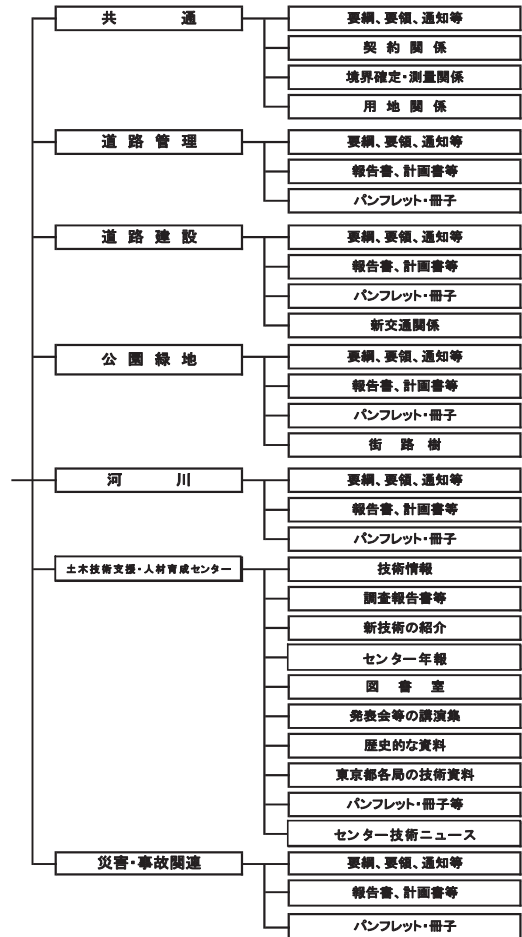 共通
要綱、要領、通知等
契約関係
境界確定・測量関係
用地関係
道路管理
要綱、要領、通知等
報告書、計画書等
パンフレット・冊子
道路建設
要綱、要領、通知等
報告書、計画書等
パンフレット・冊子
新交通関係
公園緑地
要綱、要領、通知等
報告書、計画書等
パンフレット・冊子
街路樹
河川
要綱、要領、通知等
報告書、計画書等
パンフレット・冊子
土木技術支援・人材育成センター
技術情報
調査報告書等
新技術の紹介
センター年報
図書室
発表会等の講演集
歴史的な資料
東京都各局の技術資料
パンフレット・冊子等
センター技術ニュース
災害・事故関連
要綱、要領、通知等
報告書、計画書等
パンフレット・冊子